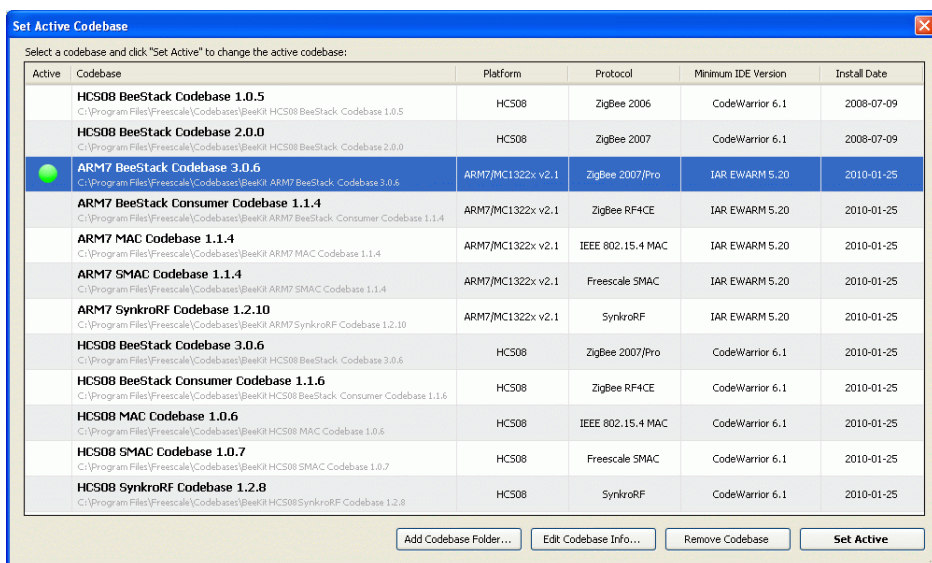 Set Active Codebase
Select a codebase and click "Set Active" to change the active codebase:
Active Codebase Platform Protocol Minimum IDE Version Install Date
HCS08 BeeStack Codebase 1.0.5
C:\Program Files\Freescale\Codebases\BeeKit HCS08 BeeStack Codebase 1.0.5
HCS08 ZigBee 2006 CodeWarrior 6.1 2008-07-09
HCS08 BeeStack Codebase 2.0.0
C:\Program Files\Freescale\Codebases\BeeKit HCS08 BeeStack Codebase 2.0.0
HCS08 ZigBee 2007 CodeWarrior 6.1 2008-07-09
ARM7 BeeStack Codebase 3.0.6
C:\Program Files\Freescale\Codebases\BeeKit ARM7 BeeStack Codebase 3.0.6
ARM7/MC1322x v2.1 ZigBee 2007/Pro IAR EWARM 5.20 2010-01-25
ARM7 BeeStack Consumer Codebase 1.1.4
C:\Program Files\Freescale\Codebases\BeeKit ARM7 BeeStack Consumer Codebase 1.1.4
ARM7/MC1322x v2.1 ZigBee RF4CE IAR EWARM 5.20 2010-01-25
ARM7 MAC Codebase 1.1.4
C:\Program Files\Freescale\Codebases\BeeKit ARM7 MAC Codebase 1.1.4
ARM7/MC1322x v2.1 IEEE 802.15.4 MAC IAR EWARM 5.20 2010-01-25
ARM7 SMAC Codebase 1.1.4
C:\Program Files\Freescale\Codebases\BeeKit ARM7 SMAC Codebase 1.1.4
ARM7/MC1322x v2.1 Freescale SMAC IAR EWARM 5.20 2010-01-25
ARM7 SynkroRF Codebase 1.2.10
C:\Program Files\Freescale\Codebases\BeeKit ARM7 SynkroRF Codebase 1.2.10
ARM7/MC1322x v2.1 SynkroRF IAR EWARM 5.20 2010-01-25
HCS08 BeeStack Codebase 3.0.6
C:\Program Files\Freescale\Codebases\BeeKit HCS08 BeeStack Codebase 3.0.6
HCS08 ZigBee 2007/Pro CodeWarrior 6.1 2010-01-25
HCS08 BeeStack Consumer Codebase 1.1.6
C:\Program Files\Freescale\Codebases\BeeKit HCS08 BeeStack Consumer Codebase 1.1.6
HCS08 ZigBee RF4CE CodeWarrior 6.1 2010-01-25
HCS08 MAC Codebase 1.0.6
C:\Program Files\Freescale\Codebases\BeeKit HCS08 MAC Codebase 1.0.6
HCS08 IEEE 802.15.4 MAC CodeWarrior 6.1 2010-01-25
HCS08 SMAC Codebase 1.0.7
C:\Program Files\Freescale\Codebases\BeeKit HCS08 SMAC Codebase 1.0.7
HCS08 Freescale SMAC CodeWarrior 6.1 2010-01-25
HCS08 SynkroRF Codebase 1.2.8
C:\Program Files\Freescale\Codebases\BeeKit HCS08 SynkroRF Codebase 1.2.8
HCS08 SynkroRF CodeWarrior 6.1 2010-01-25
Add Codebase Folder... Edit Codebase Info... Remove Codebase Set Active